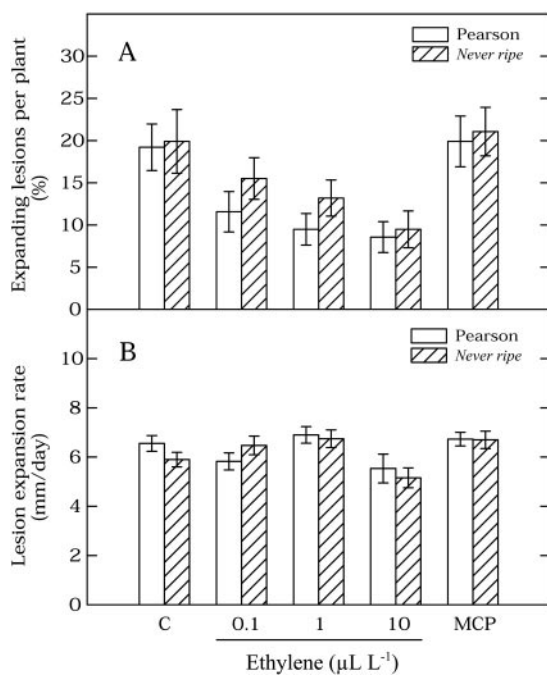 A
Pearson
Never ripe
Expanding lesions per plant
(%)
35
30
25
20
15
10
5
0
B
Pearson
Never ripe
Lesion expansion rate
(mm/day)
10
8
6
4
2
0
C 0.1 1 10 MCP
Ethylene (µL L⁻¹)